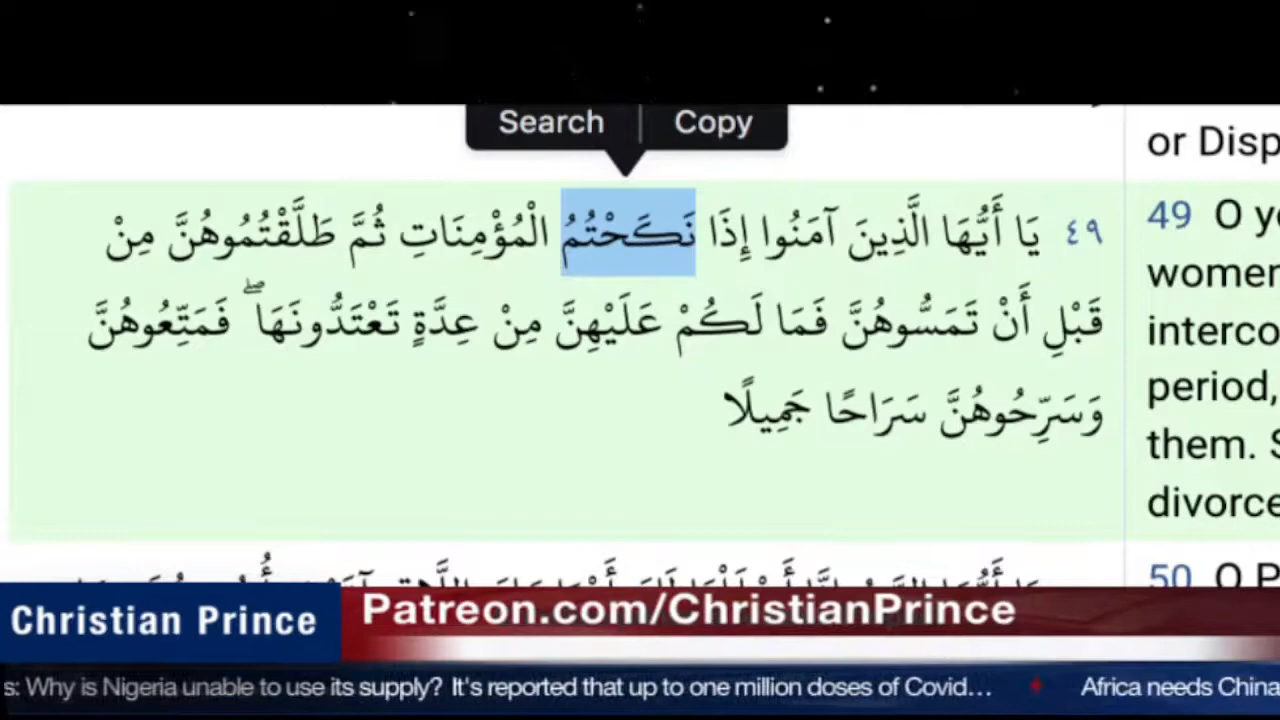 Search Copy
or Disp
٤٩ يَا أَيُّهَا الَّذِينَ آمَنُوا إِذَا نَكَحْتُمُ الْمُؤْمِنَاتِ ثُمَّ طَلَّقْتُمُوهُنَّ مِنْ
قَبْلِ أَنْ تَمَسُّوهُنَّ فَمَا لَكُمْ عَلَيْهِنَّ مِنْ عِدَّةٍ تَعْتَدُّونَهَا ۖ فَمَتِّعُوهُنَّ
وَسَرِّحُوهُنَّ سَرَاحًا جَمِيلًا
49 O yo
women
interco
period,
them. S
divorce
50 O P
Christian Prince
Patreon.com/ChristianPrince
s: Why is Nigeria unable to use its supply? It's reported that up to one million doses of Covid... Africa needs China